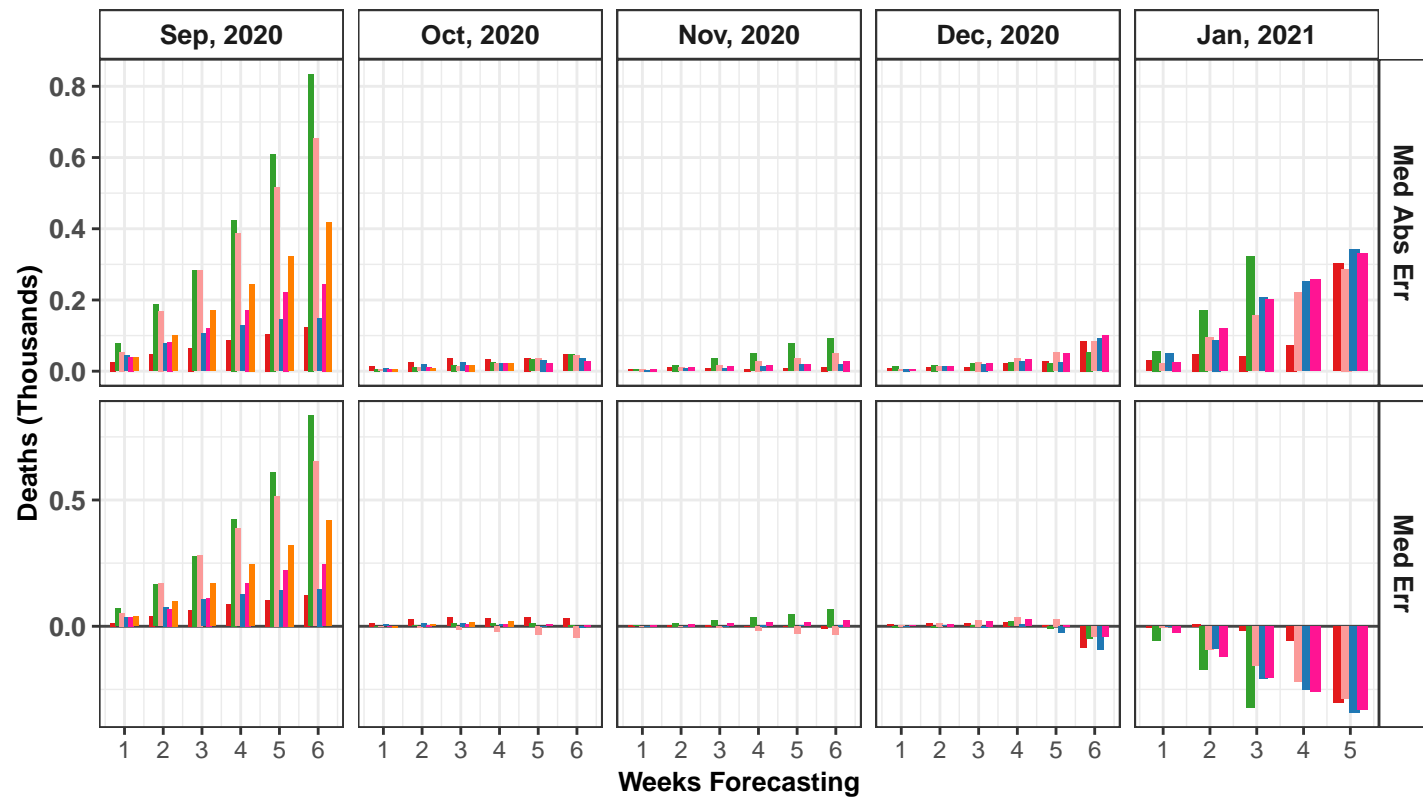 Sep, 2020 Oct, 2020 Nov, 2020 Dec, 2020 Jan, 2021
0.8
0.6
0.4
0.2
0.0
Med Abs Err
Deaths (Thousands)
0.5
0.0
Med Err
1 2 3 4 5 6 1 2 3 4 5 6 1 2 3 4 5 6 1 2 3 4 5 6 1 2 3 4 5
Weeks Forecasting